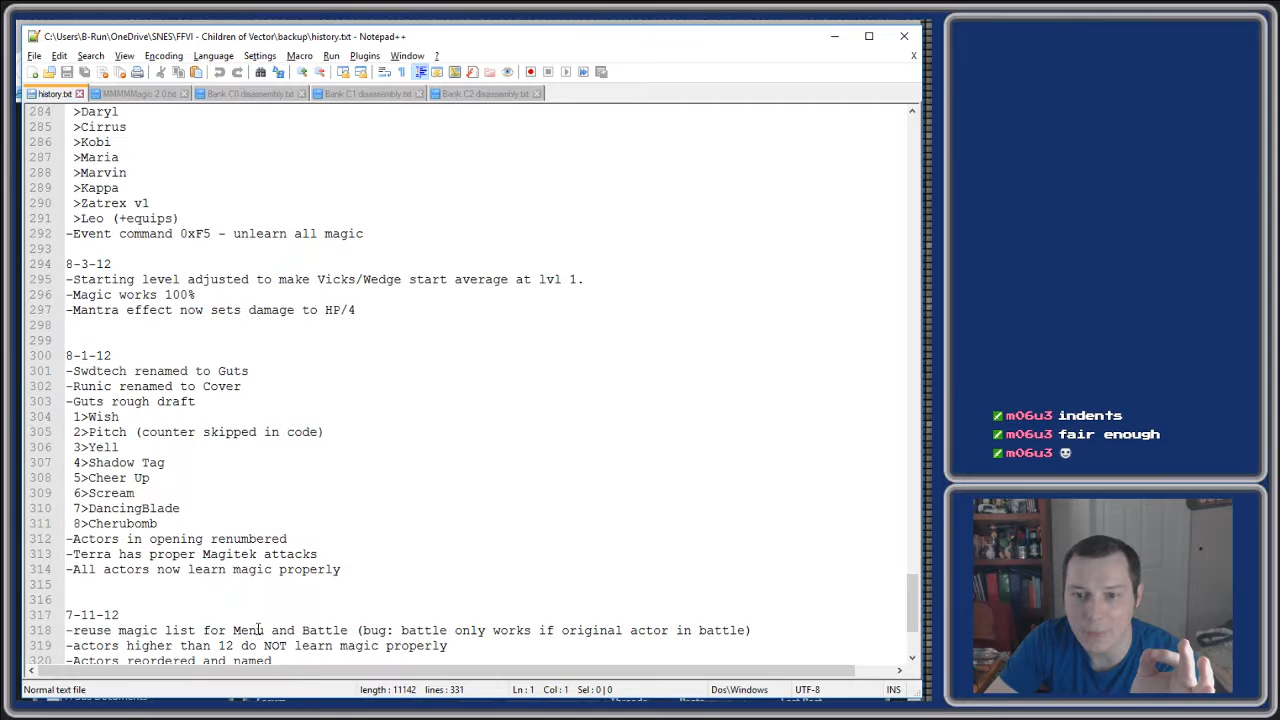 C:\Users\B-Run\OneDrive\SNES\FFVI - Children of Vector\backup\history.txt - Notepad++
File Edit Search View Encoding Language Settings Macro Run Plugins Window ? X
history.txt MMMMMagic 2.0.txt Bank C0 disassembly.txt Bank C1 disassembly.txt Bank C2 disassembly.txt
284 >Daryl
285 >Cirrus
286 >Kobi
287 >Maria
288 >Marvin
289 >Kappa
290 >Zatrex v1
291 >Leo (+equips)
292 -Event command 0xF5 - unlearn all magic
293
294 8-3-12
295 -Starting level adjusted to make Vicks/Wedge start average at lvl 1.
296 -Magic works 100%
297 -Mantra effect now sets damage to HP/4
298
299
300 8-1-12
301 -Swdtech renamed to Guts
302 -Runic renamed to Cover
303 -Guts rough draft
304 1>Wish
305 2>Pitch (counter skipped in code)
306 3>Yell
307 4>Shadow Tag
308 5>Cheer Up
309 6>Scream
310 7>DancingBlade
311 8>Cherubomb
312 -Actors in opening renumbered
313 -Terra has proper Magitek attacks
314 -All actors now learn magic properly
315
316
317 7-11-12
318 -reuse magic list for Menu and Battle (bug: battle only works if original actor in battle)
319 -actors higher than 12 do NOT learn magic properly
320 -Actors reordered and named
Normal text file length : 11142 lines : 331 Ln : 1 Col : 1 Sel : 0 | 0 Dos\Windows UTF-8 INS
m06u3 indents
m06u3 fair enough
m06u3